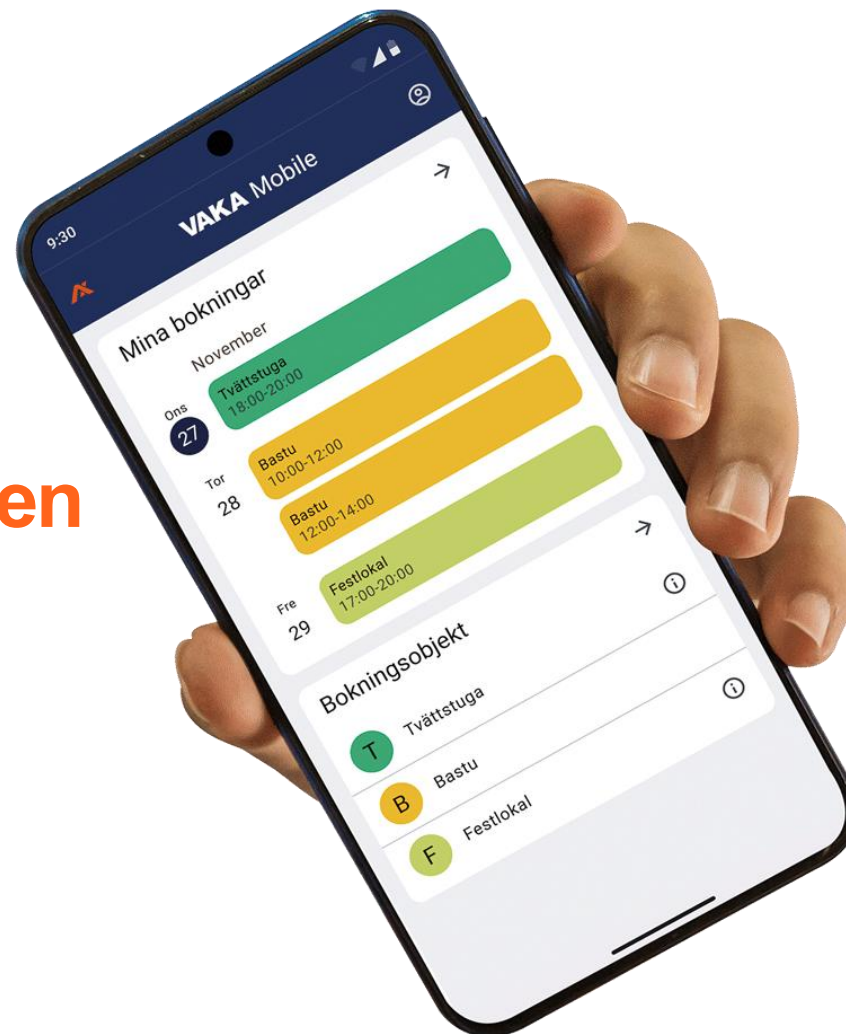 9:30
VAKA Mobile
Mina bokningar
November
Ons
27
Tvättstuga
18:00-20:00
Tor
28
Bastu
10:00-12:00
Bastu
12:00-14:00
Fre
29
Festlokal
17:00-20:00
Bokningsobjekt
T Tvättstuga
B Bastu
F Festlokal
en